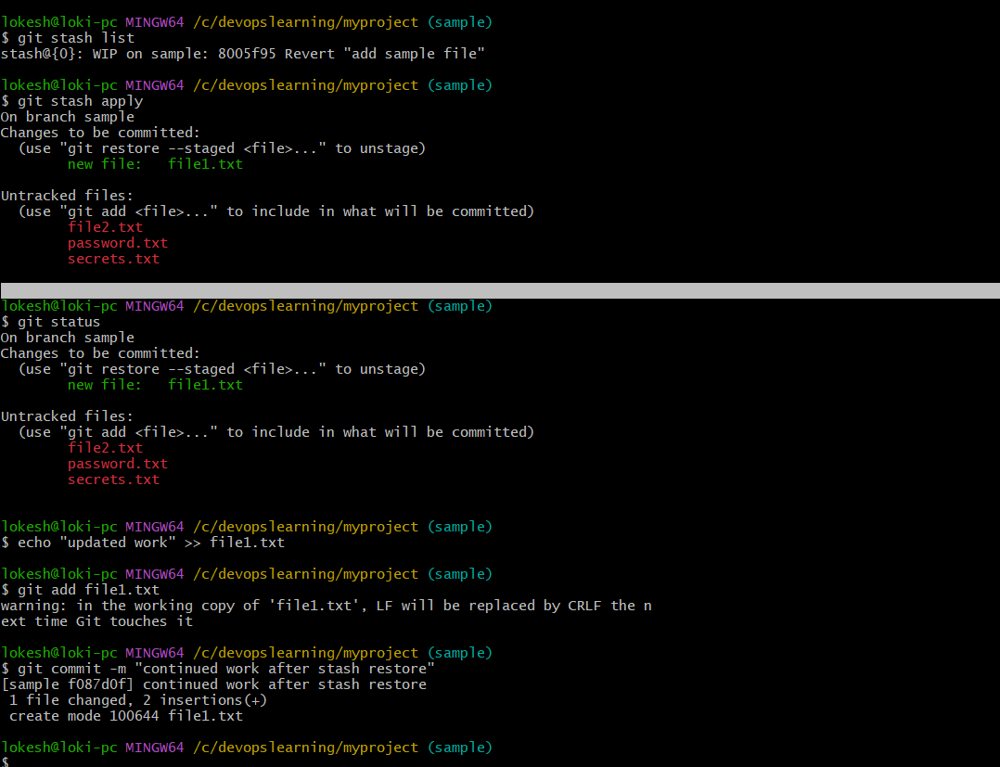 lokesh@loki-pc MINGW64 /c/devopslearning/myproject (sample)
$ git stash list
stash@{0}: WIP on sample: 8005f95 Revert "add sample file"
lokesh@loki-pc MINGW64 /c/devopslearning/myproject (sample)
$ git stash apply
On branch sample
Changes to be committed:
  (use "git restore --staged <file>..." to unstage)
        new file:   file1.txt
Untracked files:
  (use "git add <file>..." to include in what will be committed)
        file2.txt
        password.txt
        secrets.txt
lokesh@loki-pc MINGW64 /c/devopslearning/myproject (sample)
$ git status
On branch sample
Changes to be committed:
  (use "git restore --staged <file>..." to unstage)
        new file:   file1.txt
Untracked files:
  (use "git add <file>..." to include in what will be committed)
        file2.txt
        password.txt
        secrets.txt
lokesh@loki-pc MINGW64 /c/devopslearning/myproject (sample)
$ echo "updated work" >> file1.txt
lokesh@loki-pc MINGW64 /c/devopslearning/myproject (sample)
$ git add file1.txt
warning: in the working copy of 'file1.txt', LF will be replaced by CRLF the n
ext time Git touches it
lokesh@loki-pc MINGW64 /c/devopslearning/myproject (sample)
$ git commit -m "continued work after stash restore"
[sample f087d0f] continued work after stash restore
 1 file changed, 2 insertions(+)
 create mode 100644 file1.txt
lokesh@loki-pc MINGW64 /c/devopslearning/myproject (sample)
$